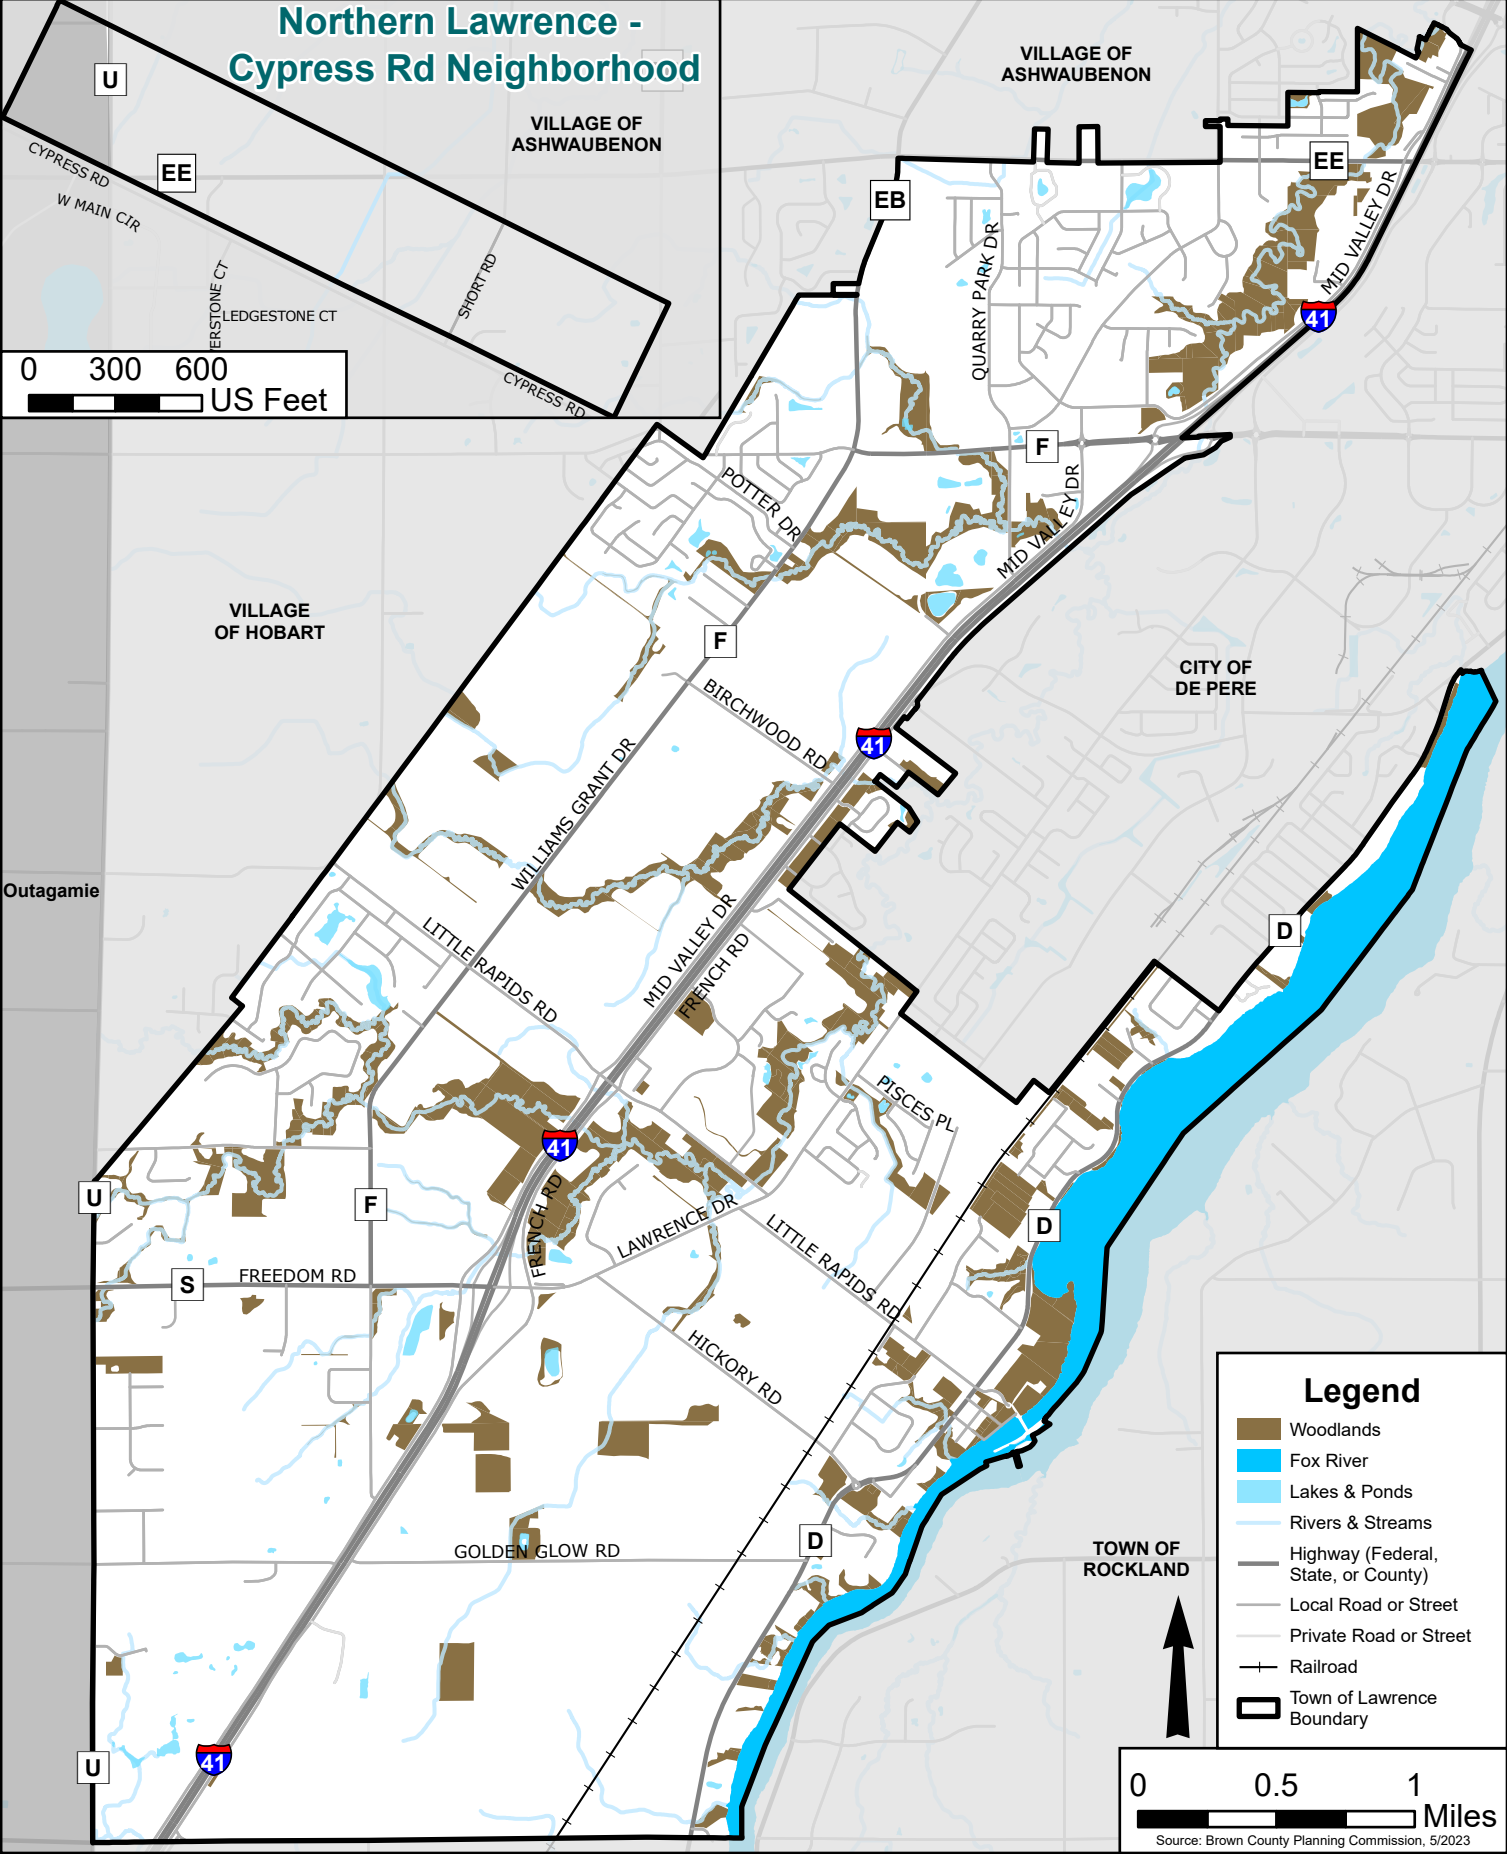 Northern Lawrence -
Cypress Rd Neighborhood
U
EE
VILLAGE OF
ASHWAUBENON
CYPRESS RD
W MAIN CIR
LEDGESTONE CT
SHORT RD
CYPRESS RD
0 300 600
US Feet
VILLAGE OF
ASHWAUBENON
EE
EB
QUARRY PARK DR
MID VALLEY DR
41
F
POTTER DR
MID VALLEY DR
VILLAGE
OF HOBART
F
CITY OF
DE PERE
BIRCHWOOD RD
41
WILLIAMS GRANT DR
Outagamie
LITTLE RAPIDS RD
MID VALLEY DR
FRENCH RD
D
PISCES PL
41
U
F
FRENCH RD
LAWRENCE DR
LITTLE RAPIDS RD
D
S
FREEDOM RD
HICKORY RD
GOLDEN GLOW RD
D
TOWN OF
ROCKLAND
U
41
Legend
Woodlands
Fox River
Lakes & Ponds
Rivers & Streams
Highway (Federal,
State, or County)
Local Road or Street
Private Road or Street
Railroad
Town of Lawrence
Boundary
0 0.5 1
Miles
Source: Brown County Planning Commission, 5/2023